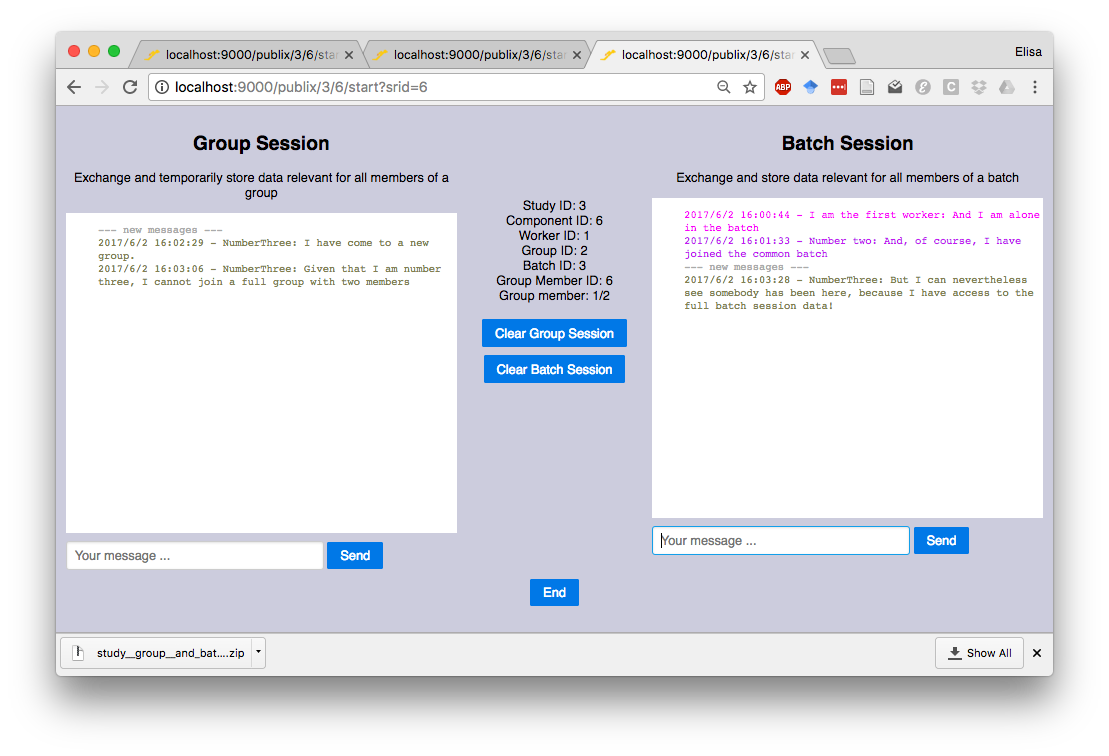 localhost:9000/publix/3/6/star
localhost:9000/publix/3/6/star
localhost:9000/publix/3/6/star
Elisa
localhost:9000/publix/3/6/start?srid=6
ABP
C
Group Session
Exchange and temporarily store data relevant for all members of a
group
--- new messages ---
2017/6/2 16:02:29 - NumberThree: I have come to a new
group.
2017/6/2 16:03:06 - NumberThree: Given that I am number
three, I cannot join a full group with two members
Your message ...
Send
Study ID: 3
Component ID: 6
Worker ID: 1
Group ID: 2
Batch ID: 3
Group Member ID: 6
Group member: 1/2
Clear Group Session
Clear Batch Session
Batch Session
Exchange and store data relevant for all members of a batch
2017/6/2 16:00:44 - I am the first worker: And I am alone
in the batch
2017/6/2 16:01:33 - Number two: And, of course, I have
joined the common batch
--- new messages ---
2017/6/2 16:03:28 - NumberThree: But I can nevertheless
see somebody has been here, because I have access to the
full batch session data!
Your message ...
Send
End
study__group__and_bat....zip
Show All